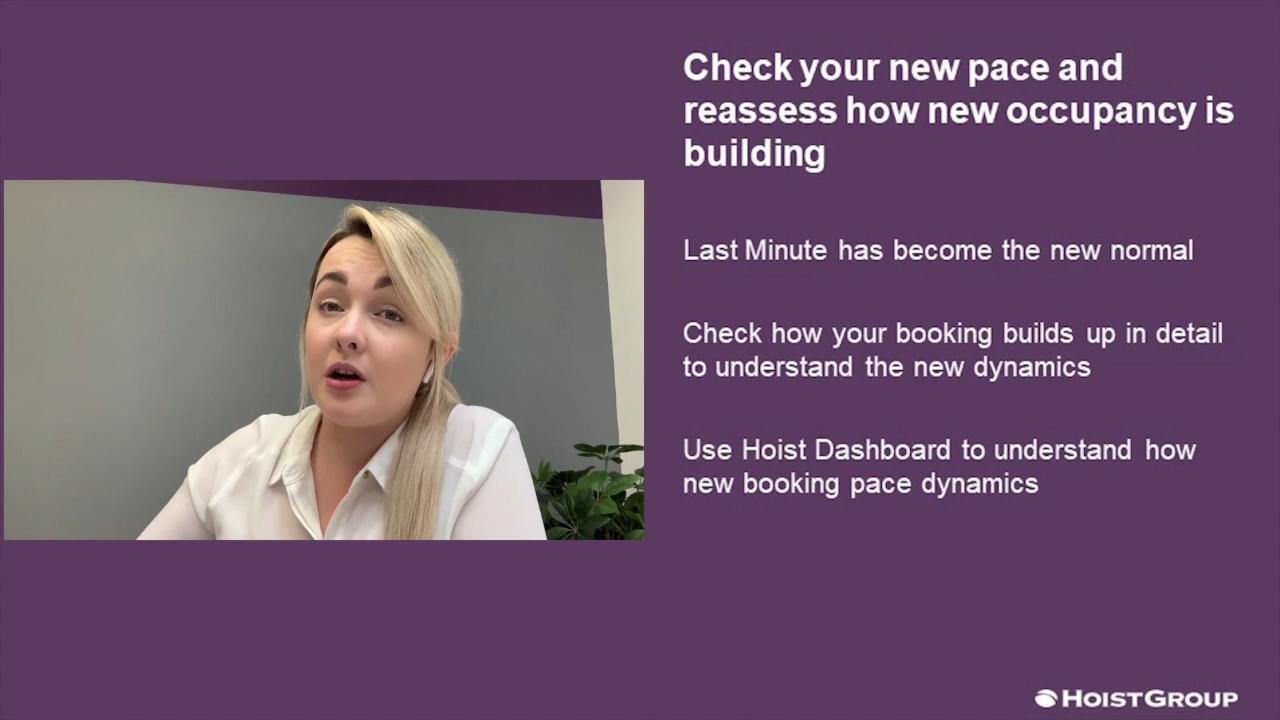 Check your new pace and
reassess how new occupancy is
building
Last Minute has become the new normal
Check how your booking builds up in detail
to understand the new dynamics
Use Hoist Dashboard to understand how
new booking pace dynamics
HOISTGROUP